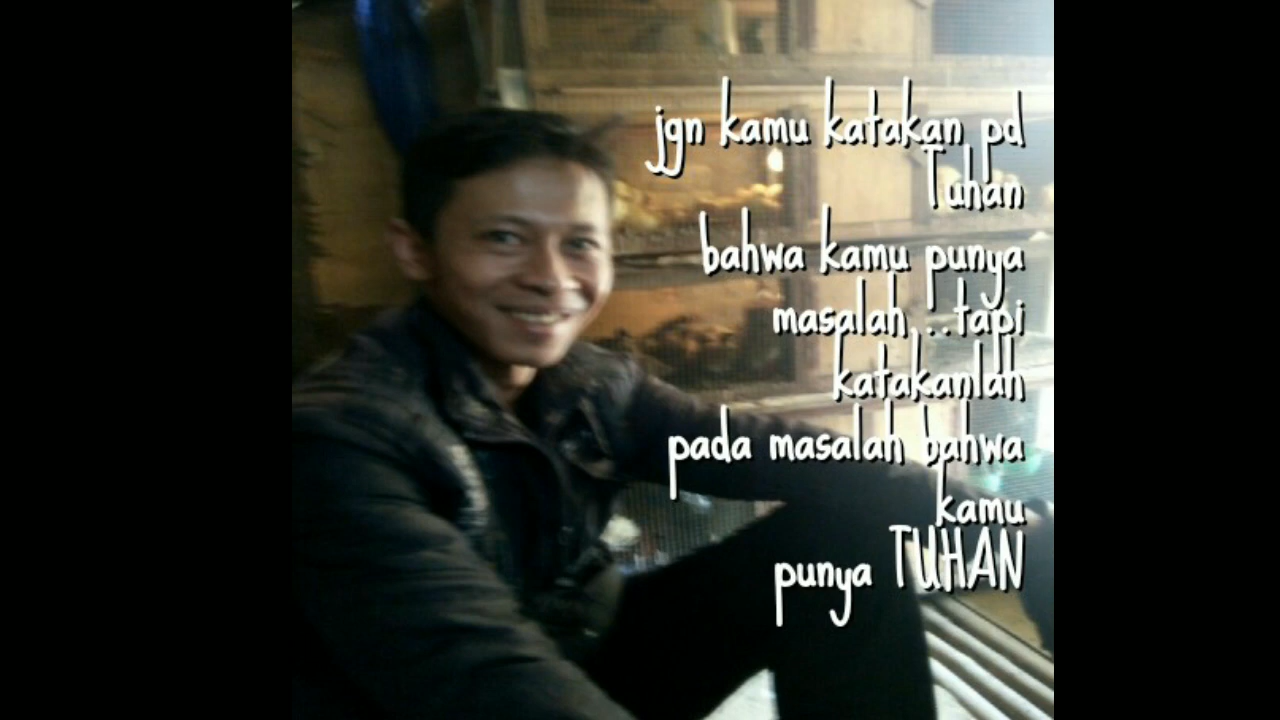 jgn kamu katakan pd
Tuhan
bahwa kamu punya
masalah...tapi
katakanlah
pada masalah bahwa
kamu
punya TUHAN